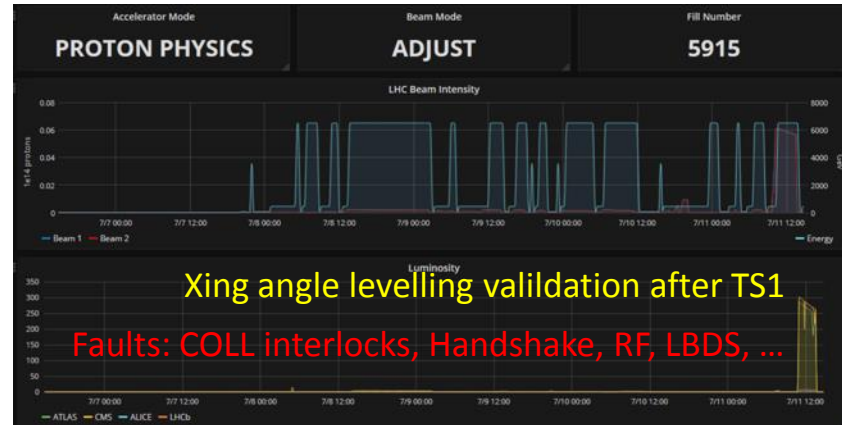 Accelerator Mode
PROTON PHYSICS
Beam Mode
ADJUST
Fill Number
5915
LHC Beam Intensity
0.08
0.06
0.04
0.02
0
1e14 protons
8000
6000
4000
2000
0
GeV
7/7 00:00 7/7 12:00 7/8 00:00 7/8 12:00 7/9 00:00 7/9 12:00 7/10 00:00 7/10 12:00 7/11 00:00 7/11 12:00
Beam 1 Beam 2 Energy
Luminosity
Xing angle levelling valildation after TS1
Faults: COLL interlocks, Handshake, RF, LBDS, ...
350
300
250
200
150
100
50
0
7/7 00:00 7/7 12:00 7/8 00:00 7/8 12:00 7/9 00:00 7/9 12:00 7/10 00:00 7/10 12:00 7/11 00:00 7/11 12:00
ATLAS CMS ALICE LHCb